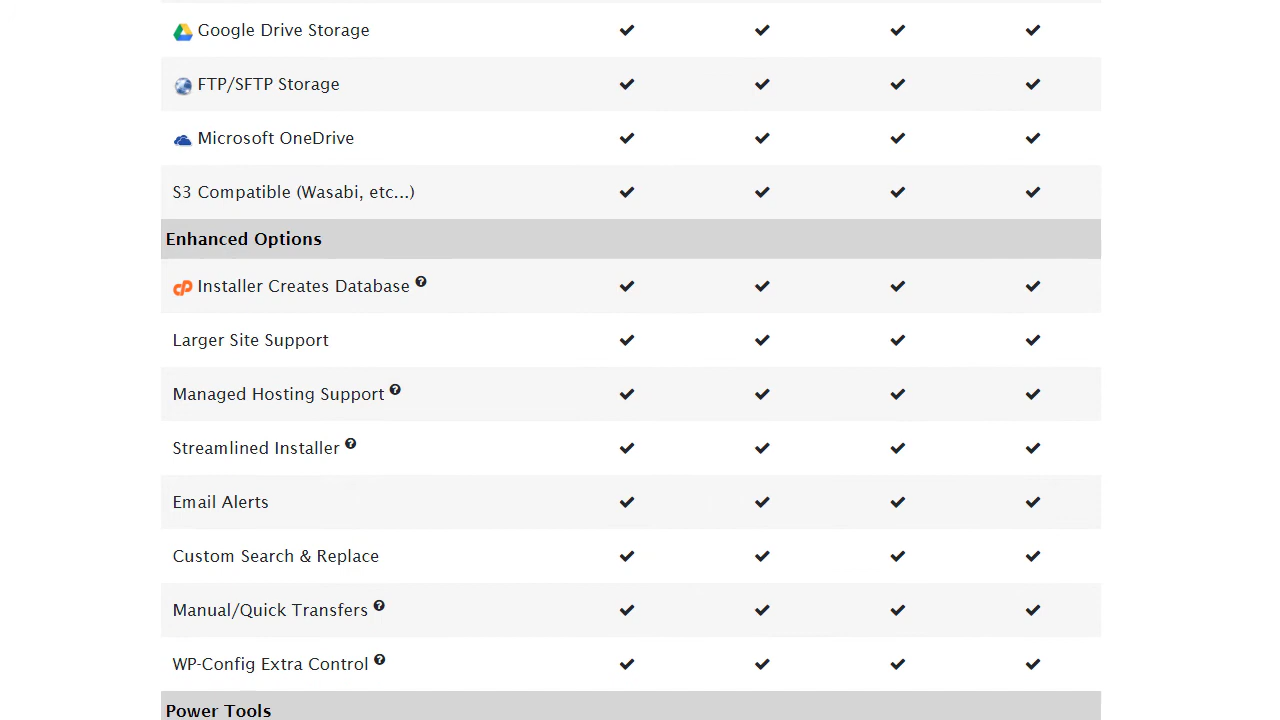 Google Drive Storage
FTP/SFTP Storage
Microsoft OneDrive
S3 Compatible (Wasabi, etc...)
Enhanced Options
Installer Creates Database ?
Larger Site Support
Managed Hosting Support ?
Streamlined Installer ?
Email Alerts
Custom Search & Replace
Manual/Quick Transfers ?
WP-Config Extra Control ?
Power Tools